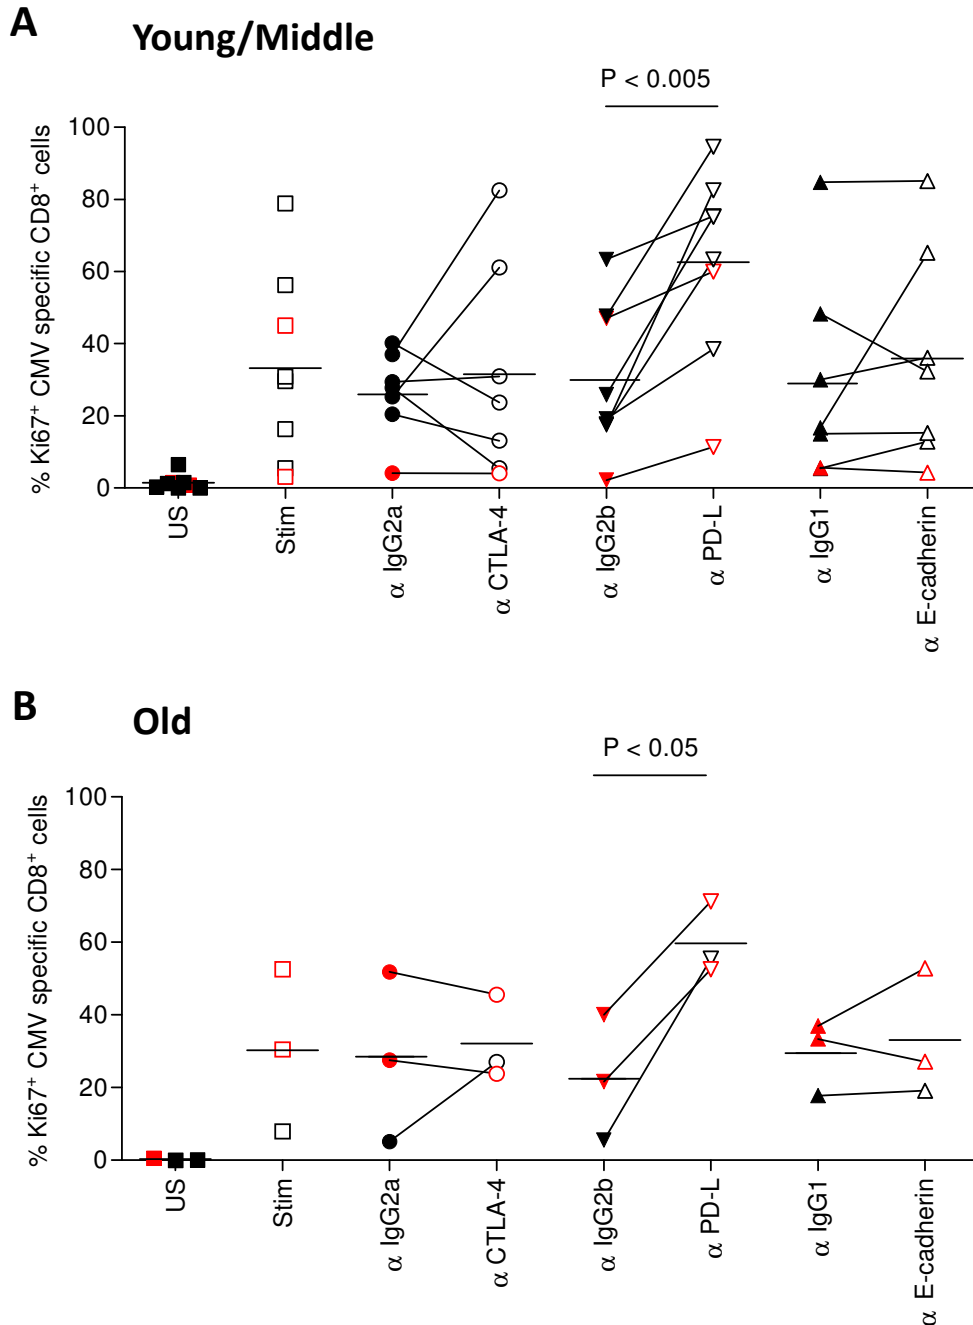 A
Young/Middle
P < 0.005
% Ki67⁺ CMV specific CD8⁺ cells
100
80
60
40
20
0
US
Stim
α IgG2a
α CTLA-4
α IgG2b
α PD-L
α IgG1
α E-cadherin
B
Old
P < 0.05
% Ki67⁺ CMV specific CD8⁺ cells
100
80
60
40
20
0
US
Stim
α IgG2a
α CTLA-4
α IgG2b
α PD-L
α IgG1
α E-cadherin